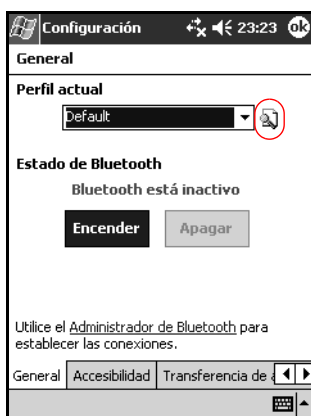 Configuración 23:23 ok
General
Perfil actual
Default
Estado de Bluetooth
Bluetooth está inactivo
Encender Apagar
Utilice el Administrador de Bluetooth para
establecer las conexiones.
General Accesibilidad Transferencia de